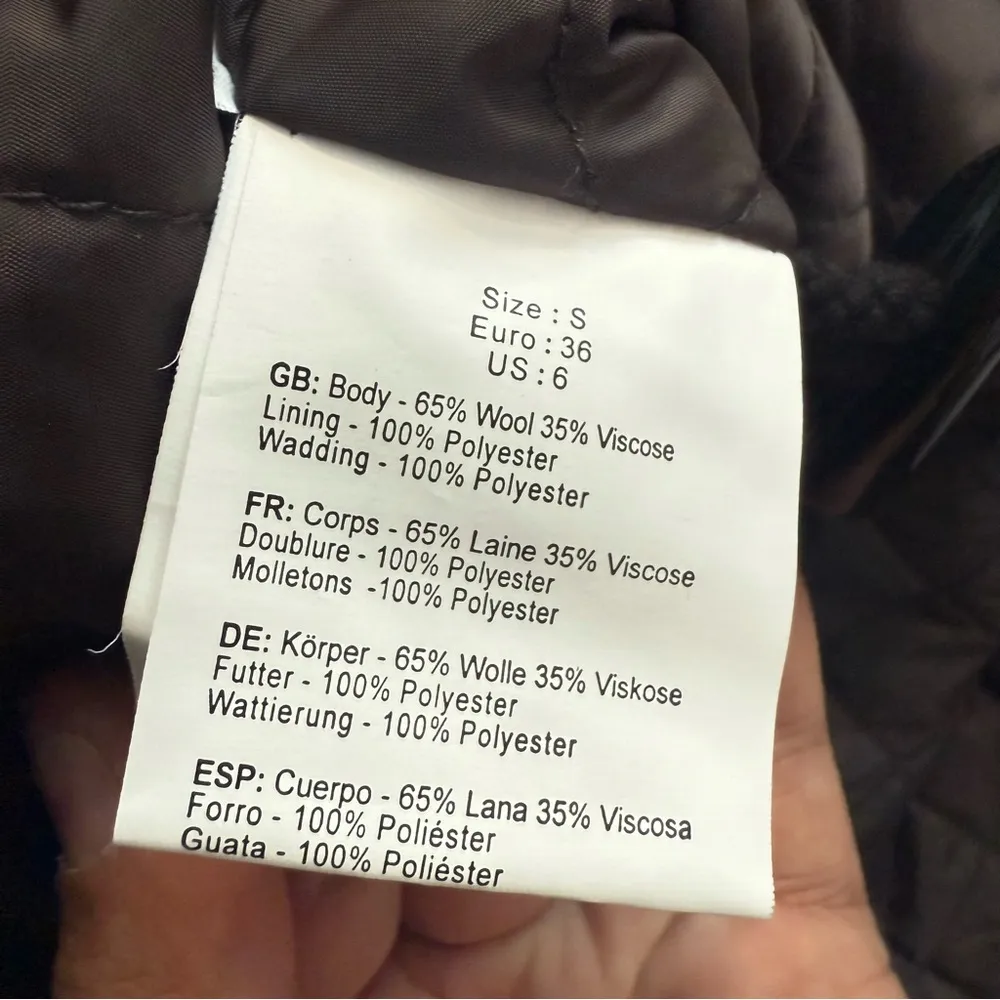 Size : S
Euro : 36
US : 6
GB: Body - 65% Wool 35% Viscose
Lining - 100% Polyester
Wadding - 100% Polyester
FR: Corps - 65% Laine 35% Viscose
Doublure - 100% Polyester
Molletons -100% Polyester
DE: Körper - 65% Wolle 35% Viskose
Futter - 100% Polyester
Wattierung - 100% Polyester
ESP: Cuerpo - 65% Lana 35% Viscosa
Forro - 100% Poliéster
Guata - 100% Poliéster